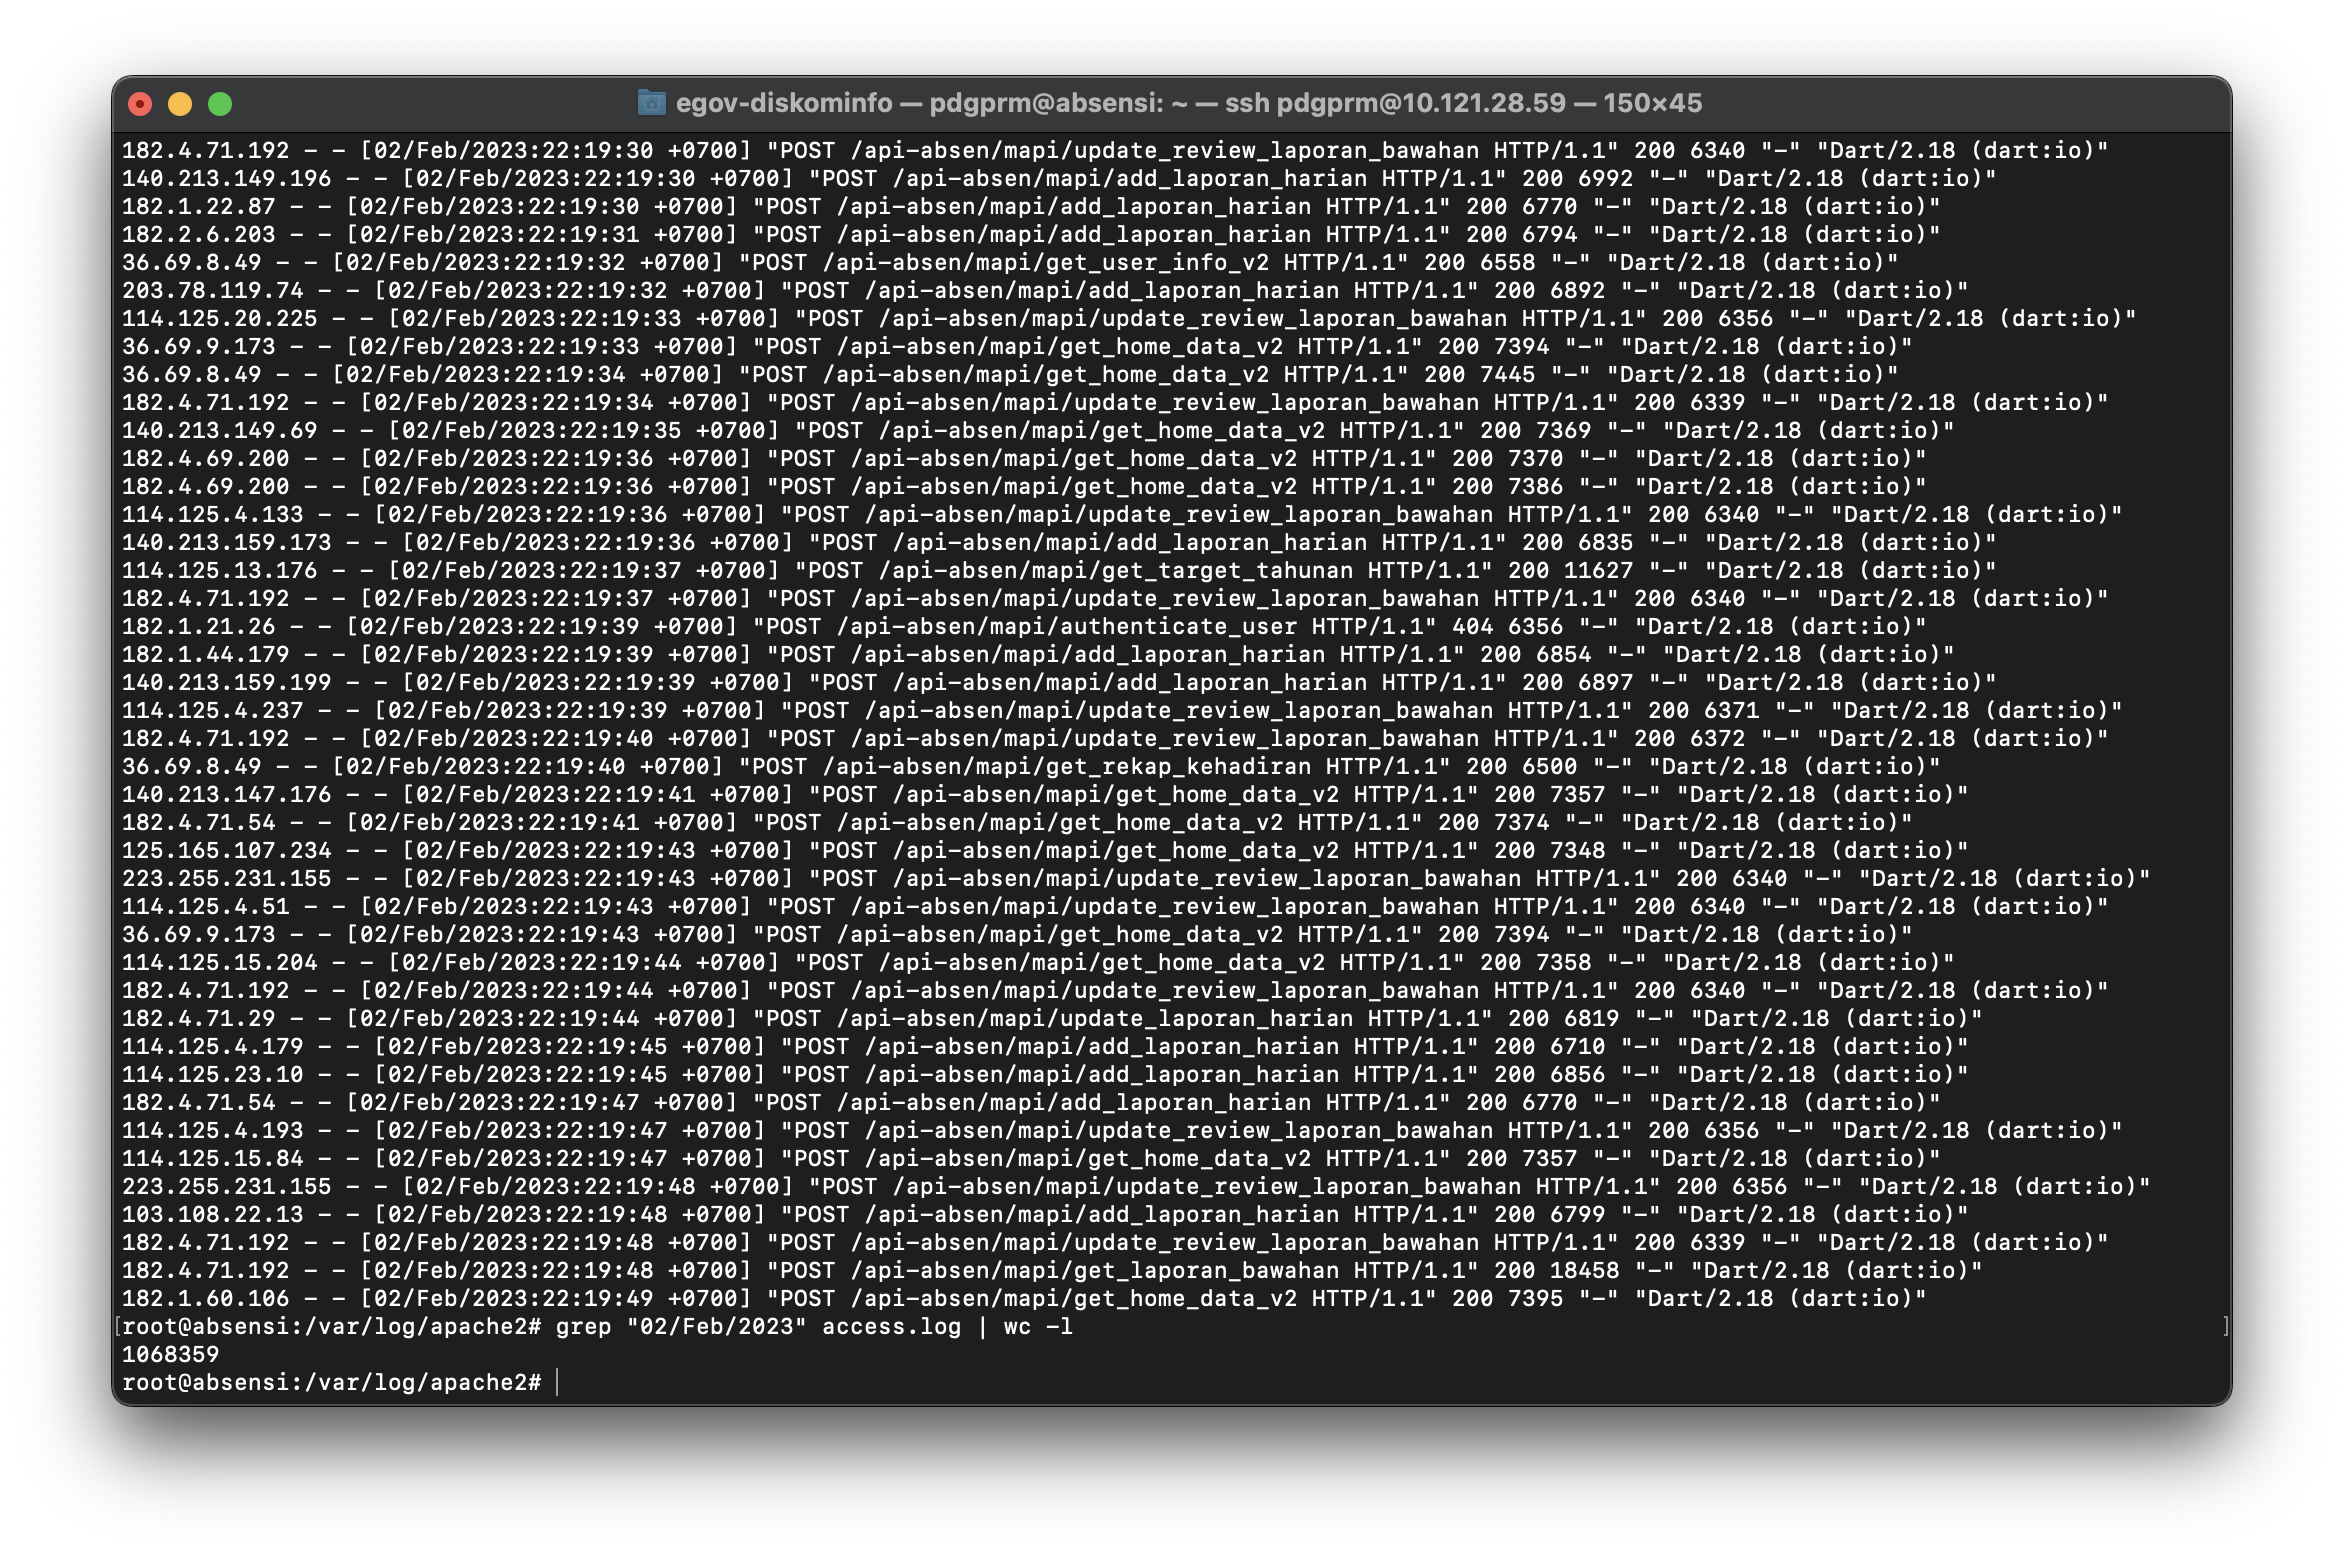 egov-diskominfo — pdgprm@absensi: ~ — ssh pdgprm@10.121.28.59 — 150×45
182.4.71.192 - - [02/Feb/2023:22:19:30 +0700] "POST /api-absen/mapi/update_review_laporan_bawahan HTTP/1.1" 200 6340 "-" "Dart/2.18 (dart:io)"
140.213.149.196 - - [02/Feb/2023:22:19:30 +0700] "POST /api-absen/mapi/add_laporan_harian HTTP/1.1" 200 6992 "-" "Dart/2.18 (dart:io)"
182.1.22.87 - - [02/Feb/2023:22:19:30 +0700] "POST /api-absen/mapi/add_laporan_harian HTTP/1.1" 200 6770 "-" "Dart/2.18 (dart:io)"
182.2.6.203 - - [02/Feb/2023:22:19:31 +0700] "POST /api-absen/mapi/add_laporan_harian HTTP/1.1" 200 6794 "-" "Dart/2.18 (dart:io)"
36.69.8.49 - - [02/Feb/2023:22:19:32 +0700] "POST /api-absen/mapi/get_user_info_v2 HTTP/1.1" 200 6558 "-" "Dart/2.18 (dart:io)"
203.78.119.74 - - [02/Feb/2023:22:19:32 +0700] "POST /api-absen/mapi/add_laporan_harian HTTP/1.1" 200 6892 "-" "Dart/2.18 (dart:io)"
114.125.20.225 - - [02/Feb/2023:22:19:33 +0700] "POST /api-absen/mapi/update_review_laporan_bawahan HTTP/1.1" 200 6356 "-" "Dart/2.18 (dart:io)"
36.69.9.173 - - [02/Feb/2023:22:19:33 +0700] "POST /api-absen/mapi/get_home_data_v2 HTTP/1.1" 200 7394 "-" "Dart/2.18 (dart:io)"
36.69.8.49 - - [02/Feb/2023:22:19:34 +0700] "POST /api-absen/mapi/get_home_data_v2 HTTP/1.1" 200 7445 "-" "Dart/2.18 (dart:io)"
182.4.71.192 - - [02/Feb/2023:22:19:34 +0700] "POST /api-absen/mapi/update_review_laporan_bawahan HTTP/1.1" 200 6339 "-" "Dart/2.18 (dart:io)"
140.213.149.69 - - [02/Feb/2023:22:19:35 +0700] "POST /api-absen/mapi/get_home_data_v2 HTTP/1.1" 200 7369 "-" "Dart/2.18 (dart:io)"
182.4.69.200 - - [02/Feb/2023:22:19:36 +0700] "POST /api-absen/mapi/get_home_data_v2 HTTP/1.1" 200 7370 "-" "Dart/2.18 (dart:io)"
182.4.69.200 - - [02/Feb/2023:22:19:36 +0700] "POST /api-absen/mapi/get_home_data_v2 HTTP/1.1" 200 7386 "-" "Dart/2.18 (dart:io)"
114.125.4.133 - - [02/Feb/2023:22:19:36 +0700] "POST /api-absen/mapi/update_review_laporan_bawahan HTTP/1.1" 200 6340 "-" "Dart/2.18 (dart:io)"
140.213.159.173 - - [02/Feb/2023:22:19:36 +0700] "POST /api-absen/mapi/add_laporan_harian HTTP/1.1" 200 6835 "-" "Dart/2.18 (dart:io)"
114.125.13.176 - - [02/Feb/2023:22:19:37 +0700] "POST /api-absen/mapi/get_target_tahunan HTTP/1.1" 200 11627 "-" "Dart/2.18 (dart:io)"
182.4.71.192 - - [02/Feb/2023:22:19:37 +0700] "POST /api-absen/mapi/update_review_laporan_bawahan HTTP/1.1" 200 6340 "-" "Dart/2.18 (dart:io)"
182.1.21.26 - - [02/Feb/2023:22:19:39 +0700] "POST /api-absen/mapi/authenticate_user HTTP/1.1" 404 6356 "-" "Dart/2.18 (dart:io)"
182.1.44.179 - - [02/Feb/2023:22:19:39 +0700] "POST /api-absen/mapi/add_laporan_harian HTTP/1.1" 200 6854 "-" "Dart/2.18 (dart:io)"
140.213.159.199 - - [02/Feb/2023:22:19:39 +0700] "POST /api-absen/mapi/add_laporan_harian HTTP/1.1" 200 6897 "-" "Dart/2.18 (dart:io)"
114.125.4.237 - - [02/Feb/2023:22:19:39 +0700] "POST /api-absen/mapi/update_review_laporan_bawahan HTTP/1.1" 200 6371 "-" "Dart/2.18 (dart:io)"
182.4.71.192 - - [02/Feb/2023:22:19:40 +0700] "POST /api-absen/mapi/update_review_laporan_bawahan HTTP/1.1" 200 6372 "-" "Dart/2.18 (dart:io)"
36.69.8.49 - - [02/Feb/2023:22:19:40 +0700] "POST /api-absen/mapi/get_rekap_kehadiran HTTP/1.1" 200 6500 "-" "Dart/2.18 (dart:io)"
140.213.147.176 - - [02/Feb/2023:22:19:41 +0700] "POST /api-absen/mapi/get_home_data_v2 HTTP/1.1" 200 7357 "-" "Dart/2.18 (dart:io)"
182.4.71.54 - - [02/Feb/2023:22:19:41 +0700] "POST /api-absen/mapi/get_home_data_v2 HTTP/1.1" 200 7374 "-" "Dart/2.18 (dart:io)"
125.165.107.234 - - [02/Feb/2023:22:19:43 +0700] "POST /api-absen/mapi/get_home_data_v2 HTTP/1.1" 200 7348 "-" "Dart/2.18 (dart:io)"
223.255.231.155 - - [02/Feb/2023:22:19:43 +0700] "POST /api-absen/mapi/update_review_laporan_bawahan HTTP/1.1" 200 6340 "-" "Dart/2.18 (dart:io)"
114.125.4.51 - - [02/Feb/2023:22:19:43 +0700] "POST /api-absen/mapi/update_review_laporan_bawahan HTTP/1.1" 200 6340 "-" "Dart/2.18 (dart:io)"
36.69.9.173 - - [02/Feb/2023:22:19:43 +0700] "POST /api-absen/mapi/get_home_data_v2 HTTP/1.1" 200 7394 "-" "Dart/2.18 (dart:io)"
114.125.15.204 - - [02/Feb/2023:22:19:44 +0700] "POST /api-absen/mapi/get_home_data_v2 HTTP/1.1" 200 7358 "-" "Dart/2.18 (dart:io)"
182.4.71.192 - - [02/Feb/2023:22:19:44 +0700] "POST /api-absen/mapi/update_review_laporan_bawahan HTTP/1.1" 200 6340 "-" "Dart/2.18 (dart:io)"
182.4.71.29 - - [02/Feb/2023:22:19:44 +0700] "POST /api-absen/mapi/update_laporan_harian HTTP/1.1" 200 6819 "-" "Dart/2.18 (dart:io)"
114.125.4.179 - - [02/Feb/2023:22:19:45 +0700] "POST /api-absen/mapi/add_laporan_harian HTTP/1.1" 200 6710 "-" "Dart/2.18 (dart:io)"
114.125.23.10 - - [02/Feb/2023:22:19:45 +0700] "POST /api-absen/mapi/add_laporan_harian HTTP/1.1" 200 6856 "-" "Dart/2.18 (dart:io)"
182.4.71.54 - - [02/Feb/2023:22:19:47 +0700] "POST /api-absen/mapi/add_laporan_harian HTTP/1.1" 200 6770 "-" "Dart/2.18 (dart:io)"
114.125.4.193 - - [02/Feb/2023:22:19:47 +0700] "POST /api-absen/mapi/update_review_laporan_bawahan HTTP/1.1" 200 6356 "-" "Dart/2.18 (dart:io)"
114.125.15.84 - - [02/Feb/2023:22:19:47 +0700] "POST /api-absen/mapi/get_home_data_v2 HTTP/1.1" 200 7357 "-" "Dart/2.18 (dart:io)"
223.255.231.155 - - [02/Feb/2023:22:19:48 +0700] "POST /api-absen/mapi/update_review_laporan_bawahan HTTP/1.1" 200 6356 "-" "Dart/2.18 (dart:io)"
103.108.22.13 - - [02/Feb/2023:22:19:48 +0700] "POST /api-absen/mapi/add_laporan_harian HTTP/1.1" 200 6799 "-" "Dart/2.18 (dart:io)"
182.4.71.192 - - [02/Feb/2023:22:19:48 +0700] "POST /api-absen/mapi/update_review_laporan_bawahan HTTP/1.1" 200 6339 "-" "Dart/2.18 (dart:io)"
182.4.71.192 - - [02/Feb/2023:22:19:48 +0700] "POST /api-absen/mapi/get_laporan_bawahan HTTP/1.1" 200 18458 "-" "Dart/2.18 (dart:io)"
182.1.60.106 - - [02/Feb/2023:22:19:49 +0700] "POST /api-absen/mapi/get_home_data_v2 HTTP/1.1" 200 7395 "-" "Dart/2.18 (dart:io)"
[root@absensi:/var/log/apache2# grep "02/Feb/2023" access.log | wc -l ]
1068359
root@absensi:/var/log/apache2#